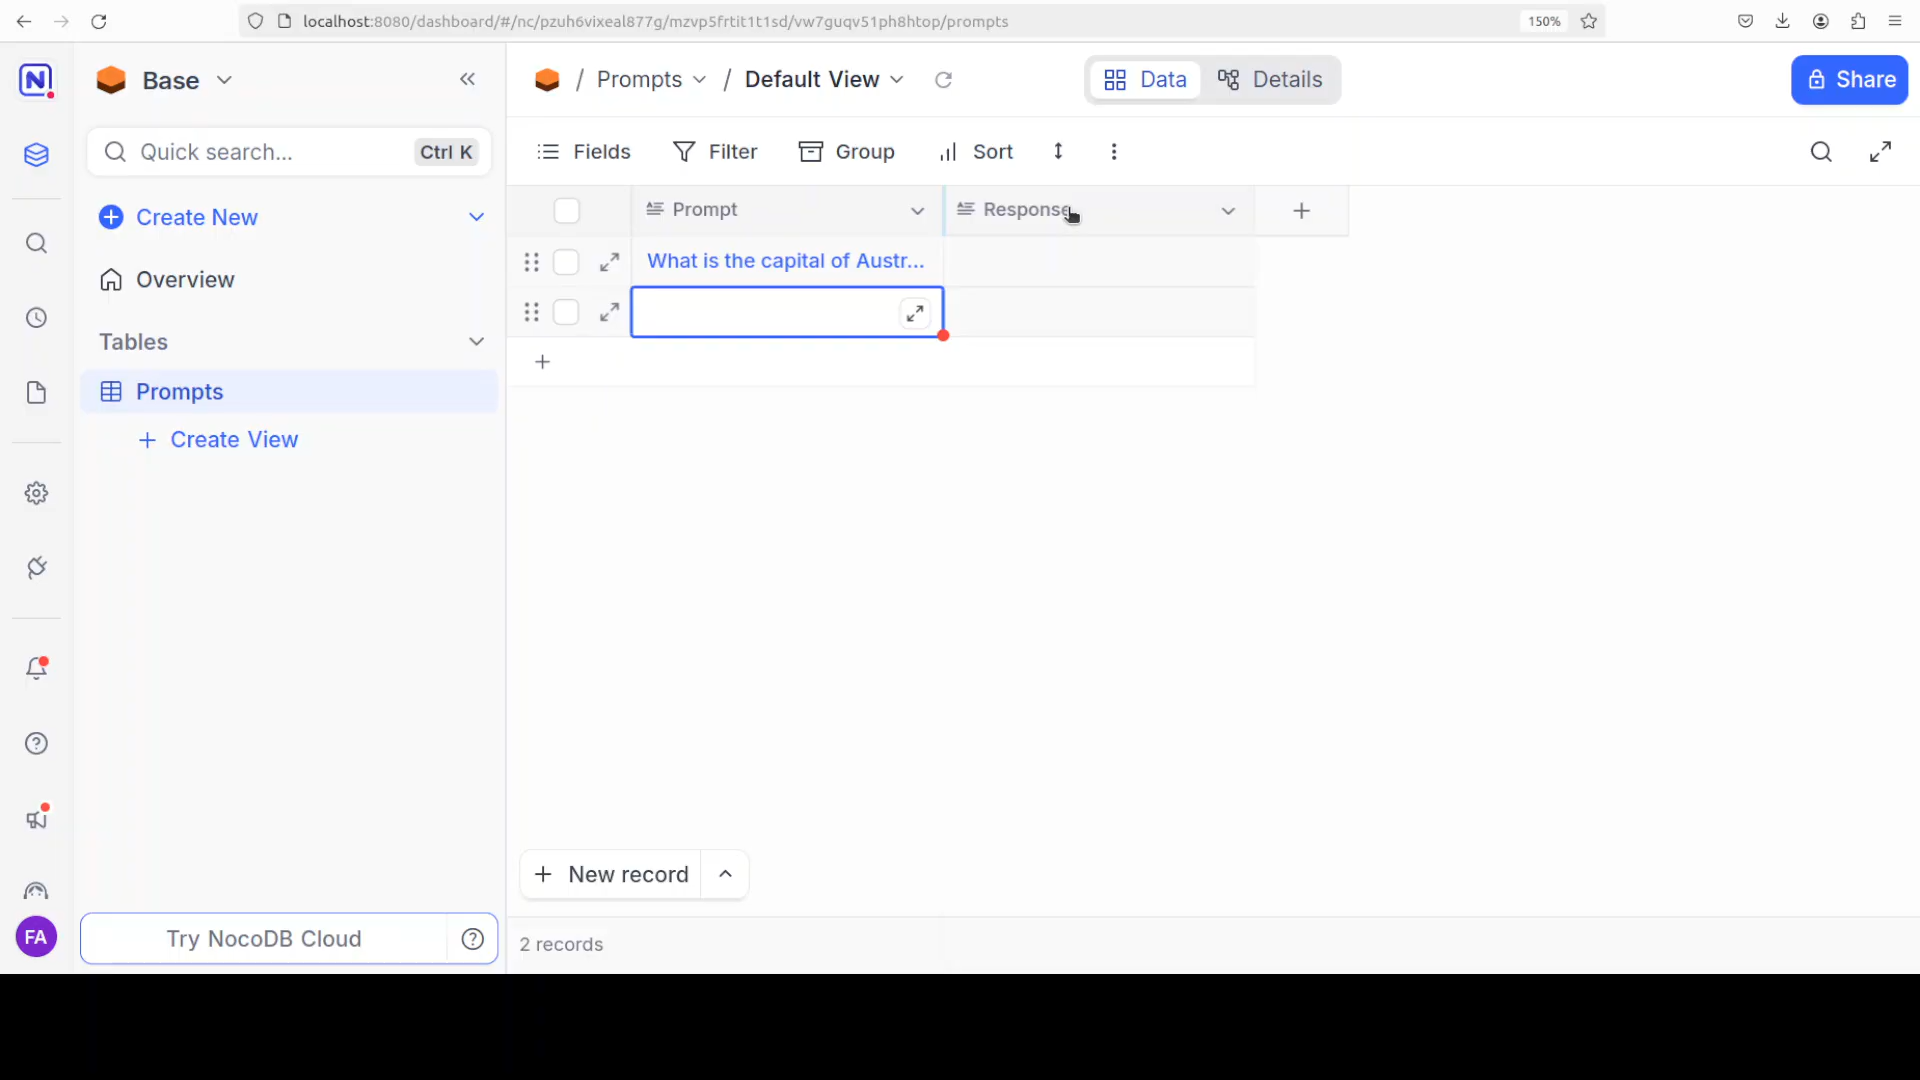 localhost:8080/dashboard/#/nc/pzuh6vixeal877g/mzvp5frtit1t1sd/vw7guqv51ph8htop/prompts
150%
N
Base
/ Prompts / Default View
Data
Details
Share
Quick search...
Ctrl K
Fields
Filter
Group
Sort
Create New
Prompt
Response
Overview
What is the capital of Austr...
Tables
Prompts
Create View
New record
FA
Try NocoDB Cloud
2 records